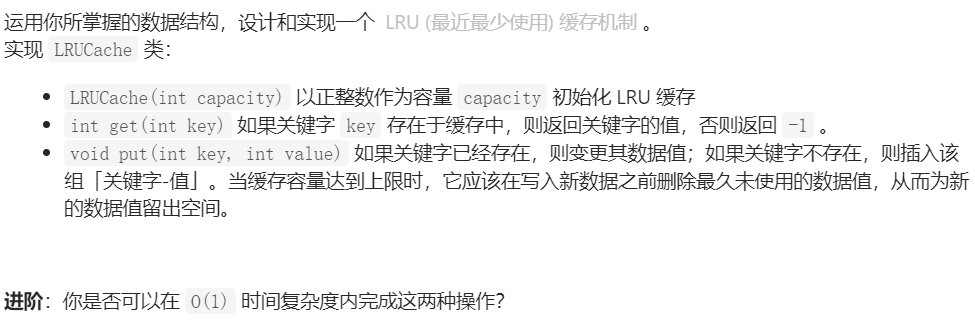 运用你所掌握的数据结构，设计和实现一个 LRU (最近最少使用) 缓存机制 。
实现 LRUCache 类：
• LRUCache(int capacity) 以正整数作为容量 capacity 初始化 LRU 缓存
• int get(int key) 如果关键字 key 存在于缓存中，则返回关键字的值，否则返回 -1 。
• void put(int key, int value) 如果关键字已经存在，则变更其数据值；如果关键字不存在，则插入该
组「关键字-值」。当缓存容量达到上限时，它应该在写入新数据之前删除最久未使用的数据值，从而为新
的数据值留出空间。
进阶：你是否可以在 O(1) 时间复杂度内完成这两种操作？